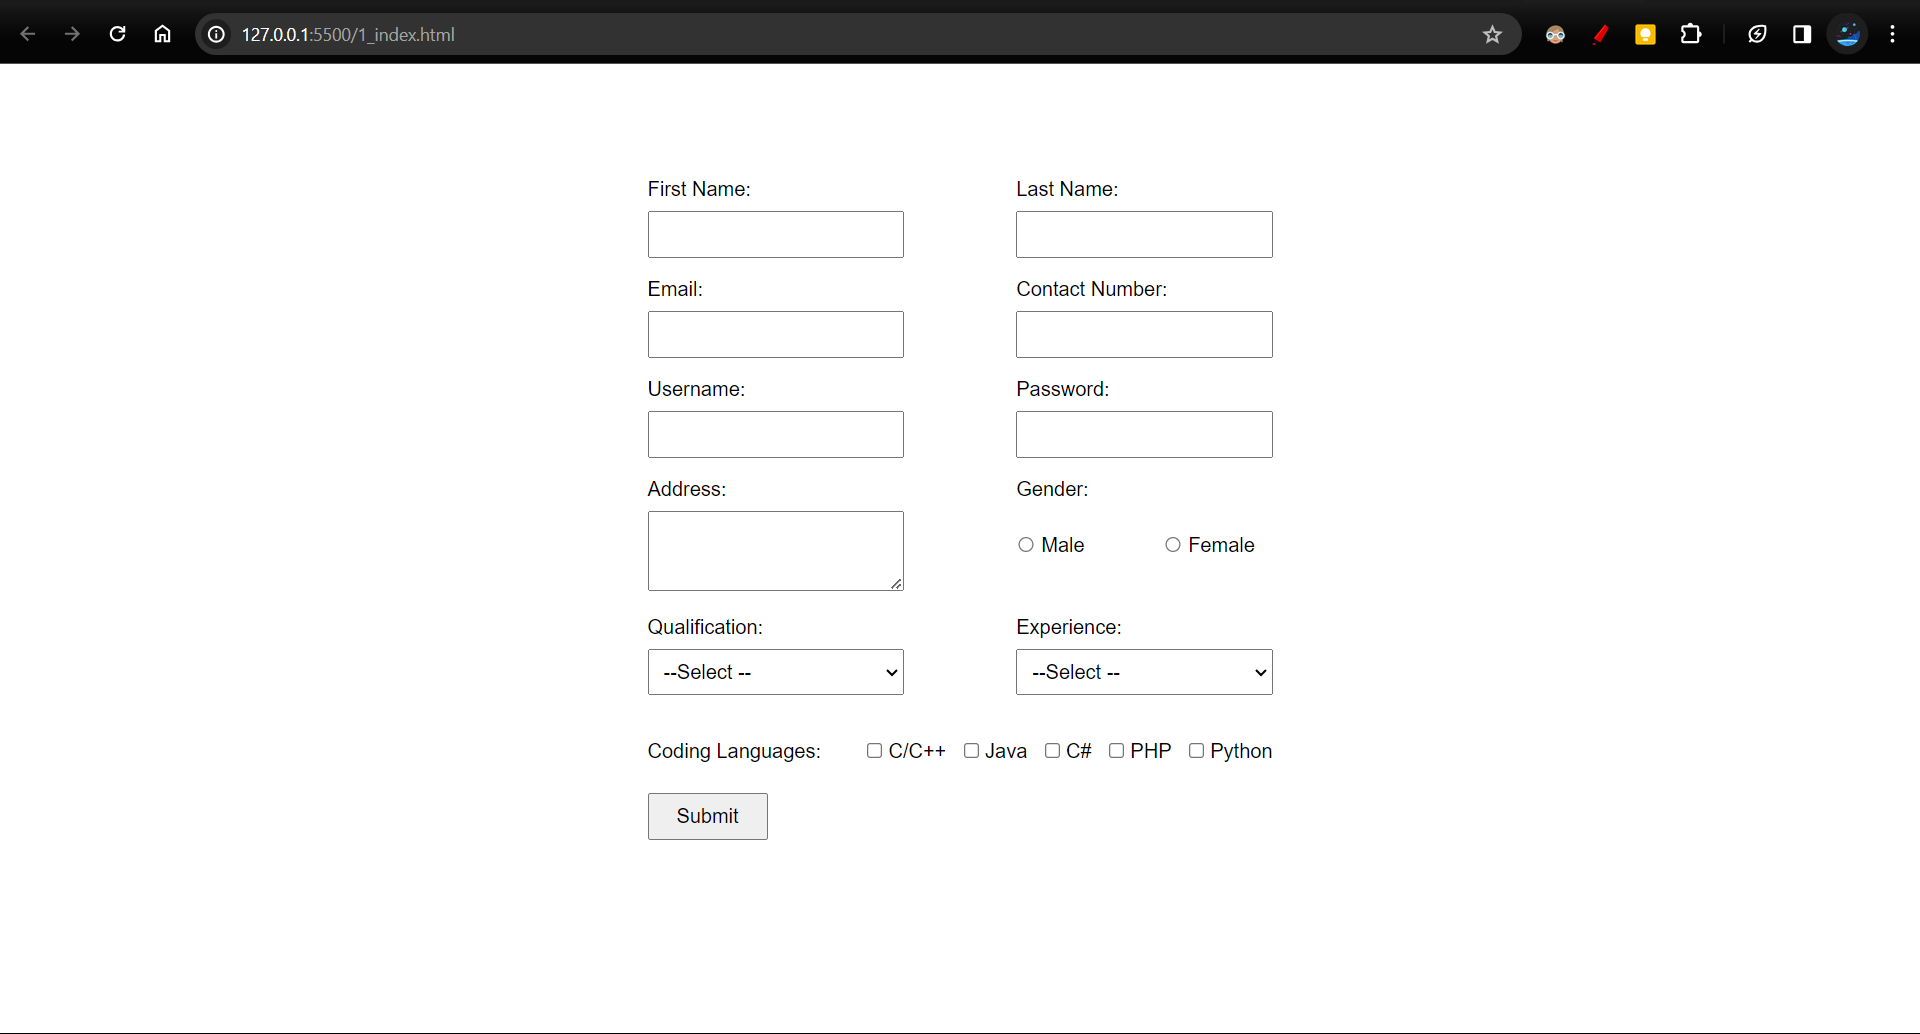 127.0.0.1:5500/1_index.html
First Name: Last Name:
Email: Contact Number:
Username: Password:
Address: Gender:
Male Female
Qualification: Experience:
--Select -- --Select --
Coding Languages: C/C++ Java C# PHP Python
Submit